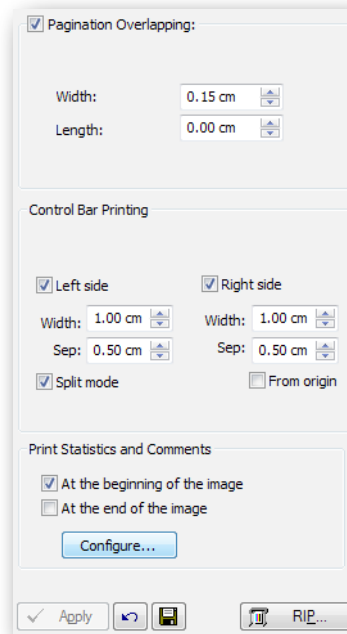 Pagination Overlapping:
Width: 0.15 cm
Length: 0.00 cm
Control Bar Printing
Left side Right side
Width: 1.00 cm Width: 1.00 cm
Sep: 0.50 cm Sep: 0.50 cm
Split mode From origin
Print Statistics and Comments
At the beginning of the image
At the end of the image
Configure...
Apply RIP...